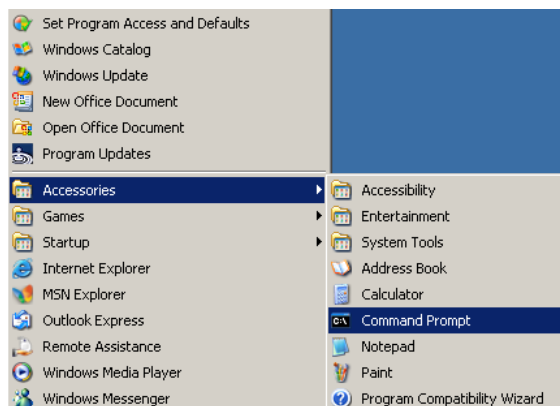 Set Program Access and Defaults
Windows Catalog
Windows Update
New Office Document
Open Office Document
Program Updates
Accessories
Games
Startup
Internet Explorer
MSN Explorer
Outlook Express
Remote Assistance
Windows Media Player
Windows Messenger
Accessibility
Entertainment
System Tools
Address Book
Calculator
C:\
Command Prompt
Notepad
Paint
Program Compatibility Wizard